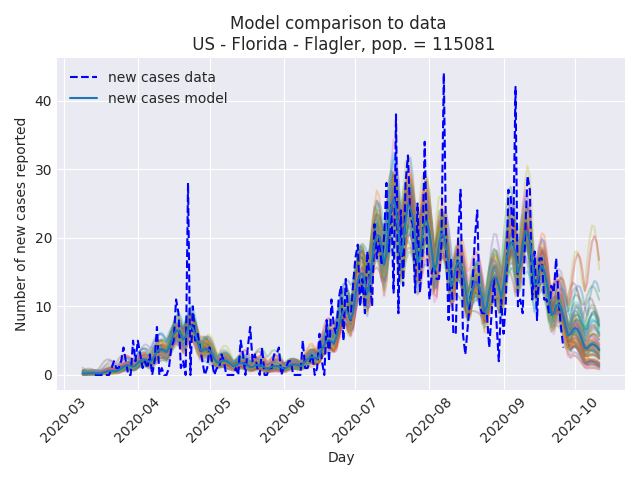 Model comparison to data
US - Florida - Flagler, pop. = 115081
new cases data
new cases model
Number of new cases reported
40
30
20
10
0
2020-03
2020-04
2020-05
2020-06
2020-07
2020-08
2020-09
2020-10
Day